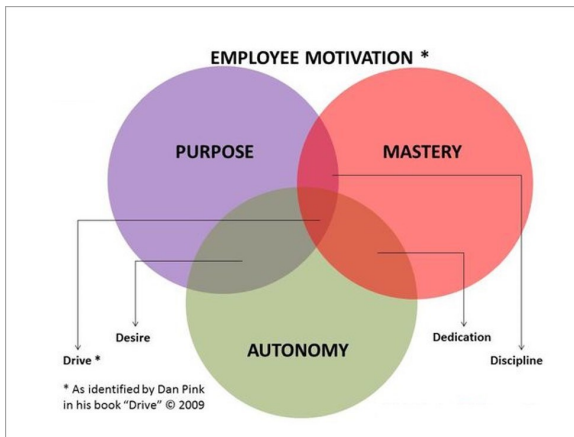 EMPLOYEE MOTIVATION *
PURPOSE
MASTERY
AUTONOMY
Desire
Dedication
Drive *
Discipline
* As identified by Dan Pink
in his book “Drive” © 2009